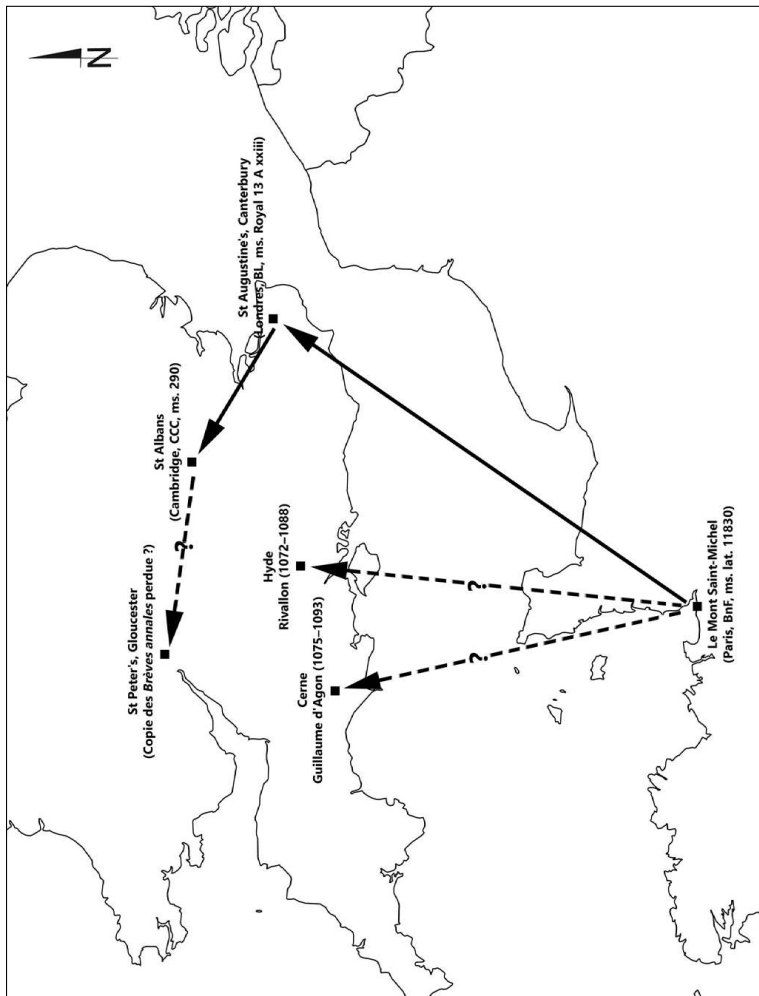 N
St Peter's, Gloucester
(Copie des Brèves annales perdue ?)
?
St Albans
(Cambridge, CCC, ms. 290)
St Augustine's, Canterbury
(Londres, BL, ms. Royal 13 A xxiii)
Cerne
Guillaume d'Agon (1075–1093)
?
Hyde
Rivallon (1072–1088)
?
Le Mont Saint-Michel
(Paris, BnF, ms. lat. 11830)